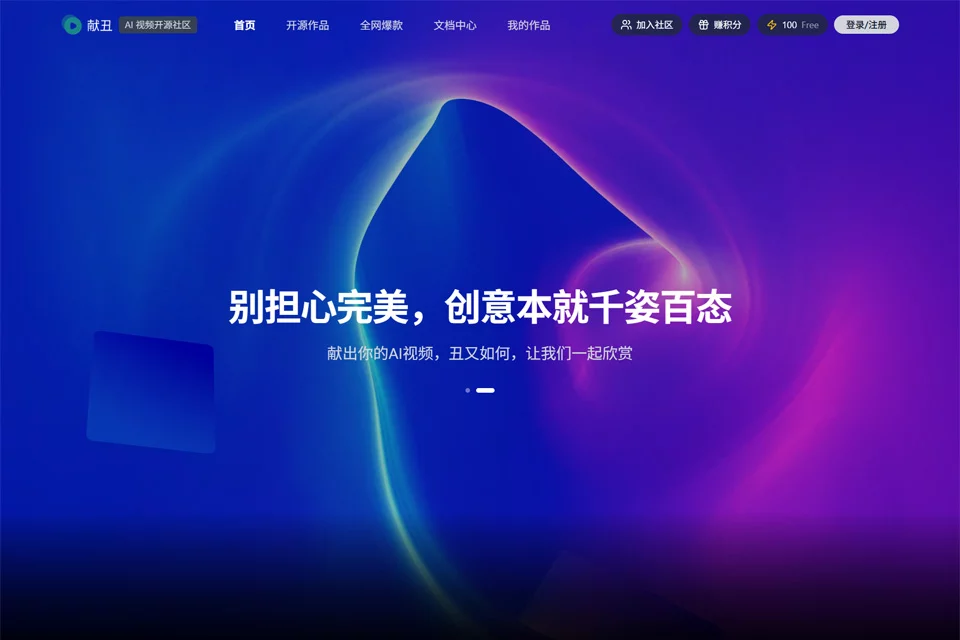 献丑 AI 视频开源社区 首页 开源作品 全网爆款 文档中心 我的作品 加入社区 赚积分 100 Free 登录/注册
别担心完美，创意本就千姿百态
献出你的AI视频，丑又如何，让我们一起欣赏